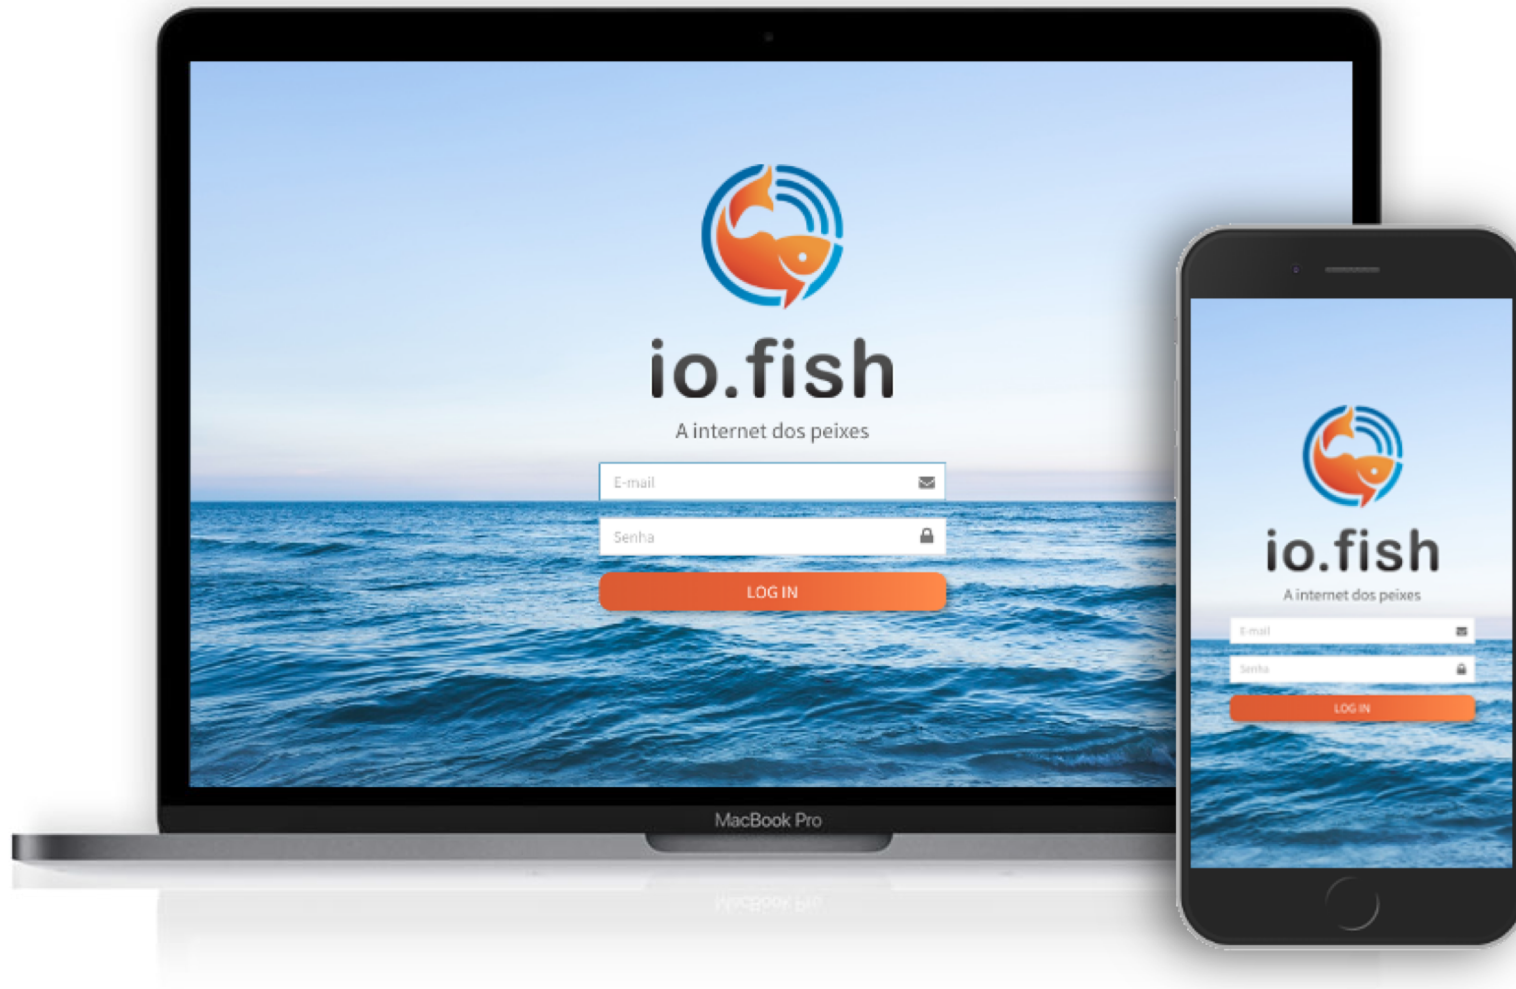 io.fish
A internet dos peixes
E-mail
Senha
LOG IN
MacBook Pro
io.fish
A internet dos peixes
E-mail
Senha
LOG IN